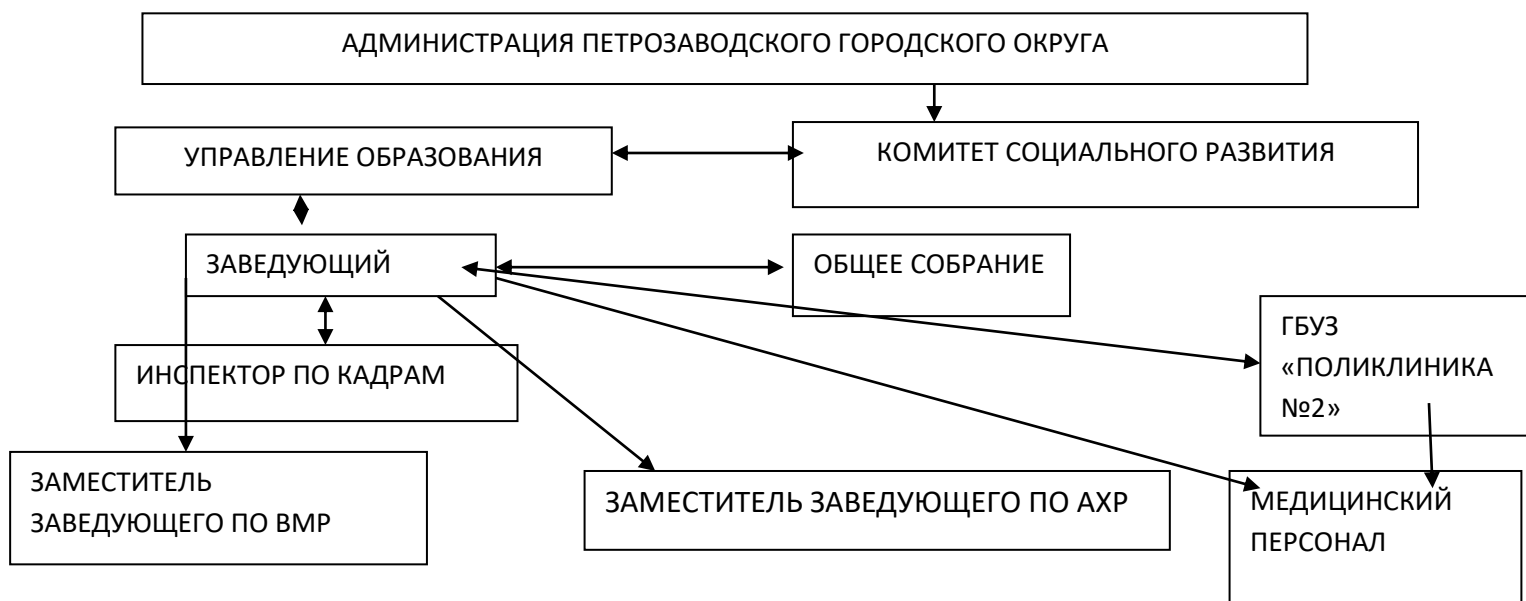 АДМИНИСТРАЦИЯ ПЕТРОЗАВОДСКОГО ГОРОДСКОГО ОКРУГА
УПРАВЛЕНИЕ ОБРАЗОВАНИЯ
КОМИТЕТ СОЦИАЛЬНОГО РАЗВИТИЯ
ЗАВЕДУЮЩИЙ
ОБЩЕЕ СОБРАНИЕ
ГБУЗ
«ПОЛИКЛИНИКА
№2»
ИНСПЕКТОР ПО КАДРАМ
ЗАМЕСТИТЕЛЬ
ЗАВЕДУЮЩЕГО ПО ВМР
ЗАМЕСТИТЕЛЬ ЗАВЕДУЮЩЕГО ПО АХР
МЕДИЦИНСКИЙ
ПЕРСОНАЛ